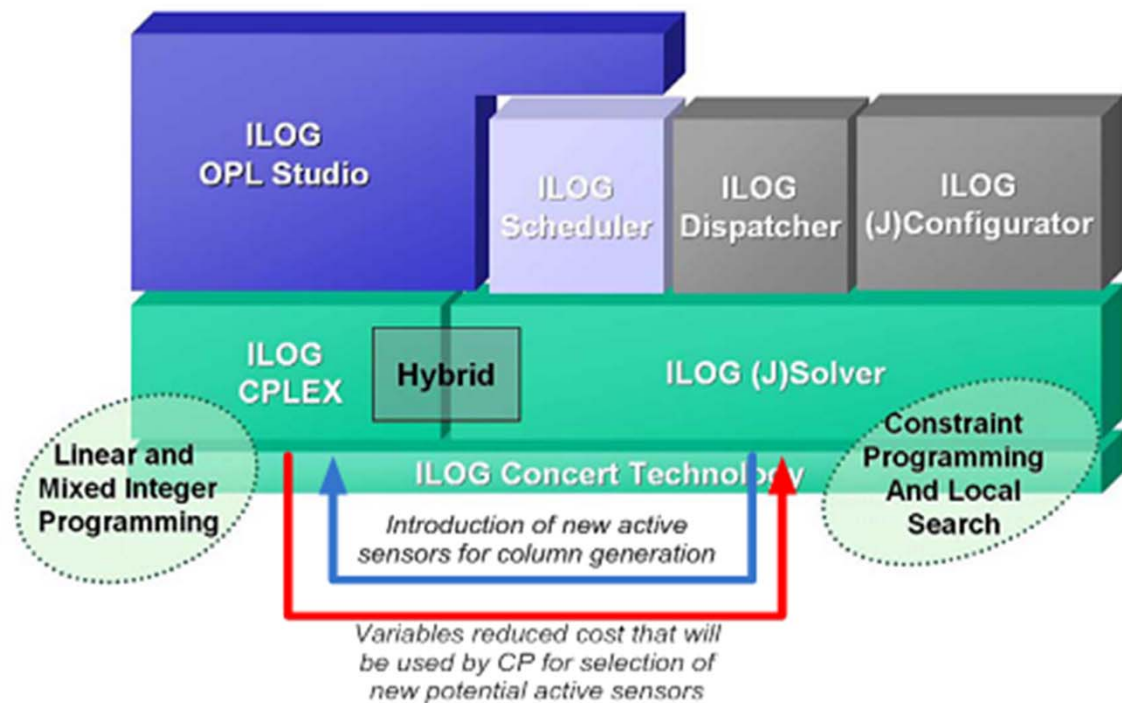 ILOG
OPL Studio
ILOG
Scheduler
ILOG
Dispatcher
ILOG
(J)Configurator
ILOG
CPLEX
Hybrid
ILOG (J)Solver
Linear and
Mixed Integer
Programming
Constraint
Programming
And Local
Search
ILOG Concert Technology
Introduction of new active
sensors for column generation
Variables reduced cost that will
be used by CP for selection of
new potential active sensors